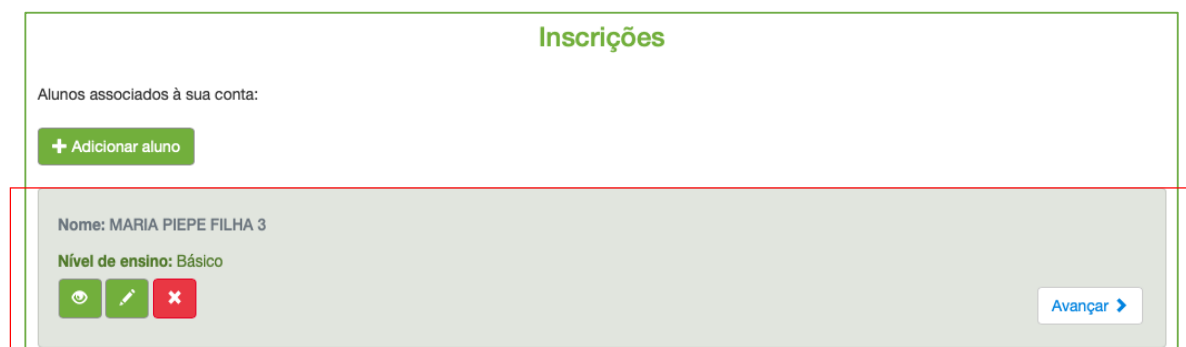 Inscrições
Alunos associados à sua conta:
Adicionar aluno
Nome: MARIA PIEPE FILHA 3
Nível de ensino: Básico
Avançar